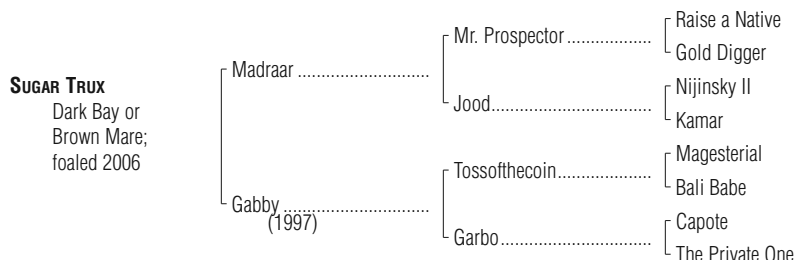 Raise a Native
Mr. Prospector ..................
Gold Digger
Madraar ............................
SUGAR TRUX
Nijinsky II
Dark Bay or
Jood..................................
Brown Mare;
Kamar
foaled 2006
Magesterial
Tossofthecoin....................
Bali Babe
Gabby ...............................
(1997)
Capote
Garbo................................
The Private One